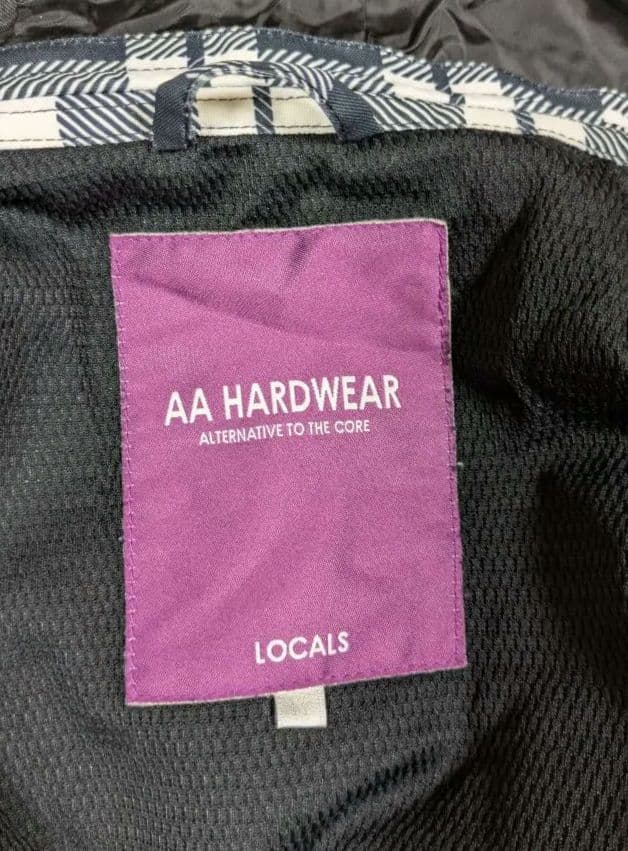 AA HARDWEAR
ALTERNATIVE TO THE CORE
LOCALS